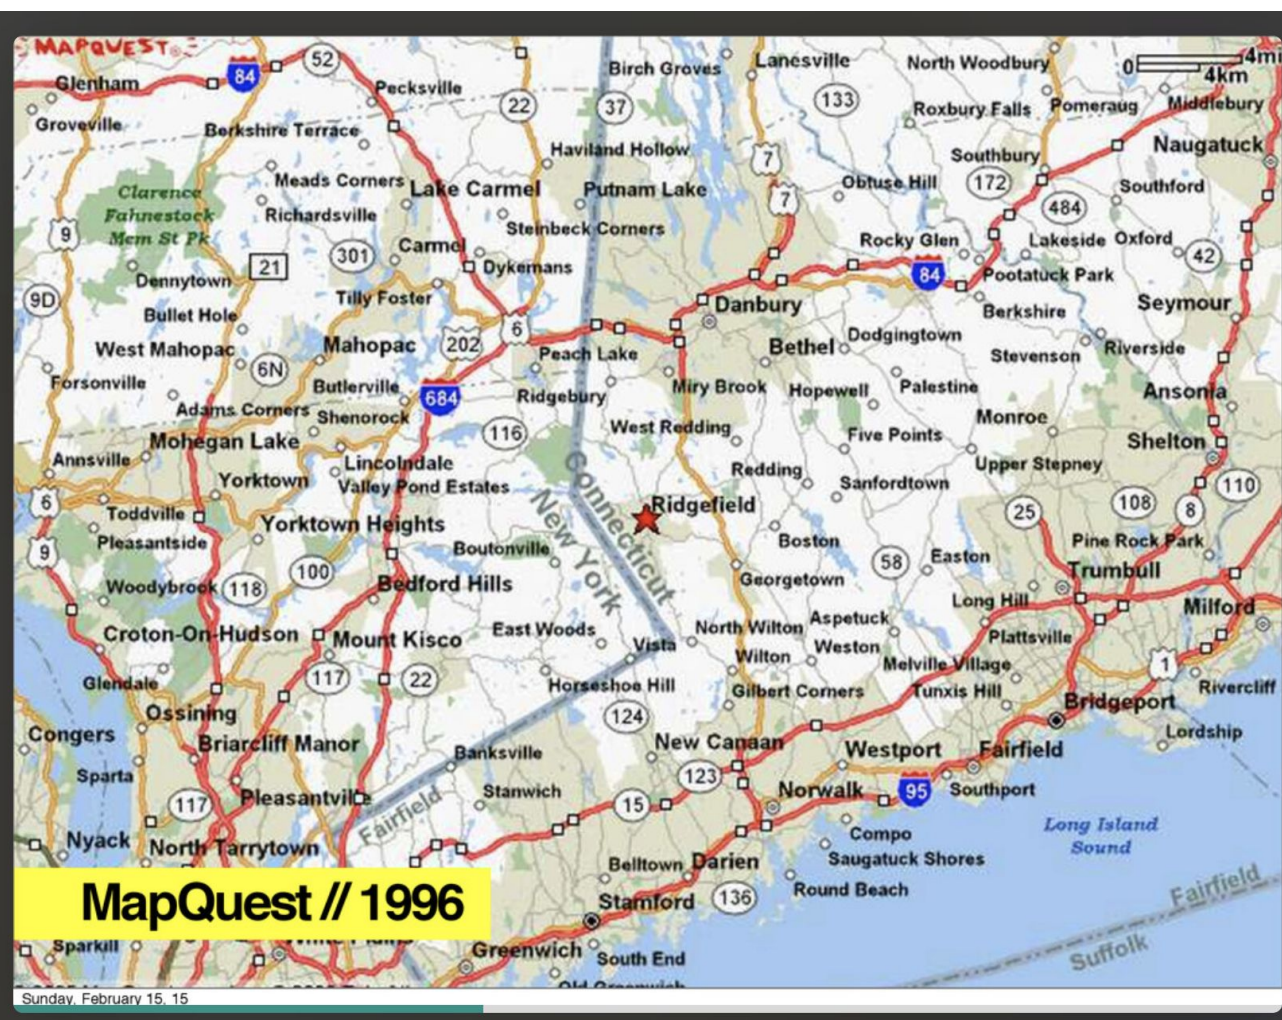 MAPQUEST
84
52
Glenham
Groveville
Pecksville
Berkshire Terrace
22
37
Birch Groves
Lanesville
133
North Woodbury
0
4mi
4km
Roxbury Falls
Pomeraug
Middlebury
Naugatuck
Haviland Hollow
7
Southbury
172
Southford
Clarence
Fahnestock
Mem St Pk
Meads Corners
Lake Carmel
Putnam Lake
Obtuse Hill
7
484
Richardsville
Steinbeck Corners
9
301
Carmel
Dykemans
Rocky Glen
Lakeside
Oxford
42
Dennytown
21
84
Pootatuck Park
9D
Tilly Foster
Danbury
Berkshire
Seymour
Bullet Hole
6
West Mahopac
Mahopac
202
Peach Lake
Dodgingtown
Bethel
Stevenson
Riverside
6N
Forsonville
Butlerville
684
Ridgebury
Miry Brook
Hopewell
Palestine
Ansonia
Adams Corners
Shenorock
Monroe
Mohegan Lake
116
West Redding
Five Points
Shelton
Annsville
Lincolndale
Upper Stepney
Yorktown
Valley Pond Estates
Redding
Sanfordtown
110
6
Toddville
Connecticut
New York
Ridgefield
25
108
8
Yorktown Heights
9
Pleasantside
Boutonville
Boston
Pine Rock Park
100
58
Easton
Trumbull
Woodybrook
118
Bedford Hills
Georgetown
Long Hill
Milford
Croton-On-Hudson
Mount Kisco
East Woods
Vista
North Wilton
Aspetuck
Plattsville
Weston
Wilton
Melville Village
1
Glendale
117
22
Horseshoe Hill
Gilbert Corners
Tunxis Hill
Rivercliff
Ossining
124
Bridgeport
Congers
Briarcliff Manor
Banksville
New Canaan
Westport
Fairfield
Lordship
Sparta
123
117
Pleasantville
Fairfield
Stanwich
15
Norwalk
95
Southport
Nyack
North Tarrytown
Compo
Long Island
Sound
Belltown
Darien
Saugatuck Shores
MapQuest // 1996
Stamford
136
Round Beach
Fairfield
Suffolk
Sparkill
Greenwich
South End
Sunday, February 15, 15